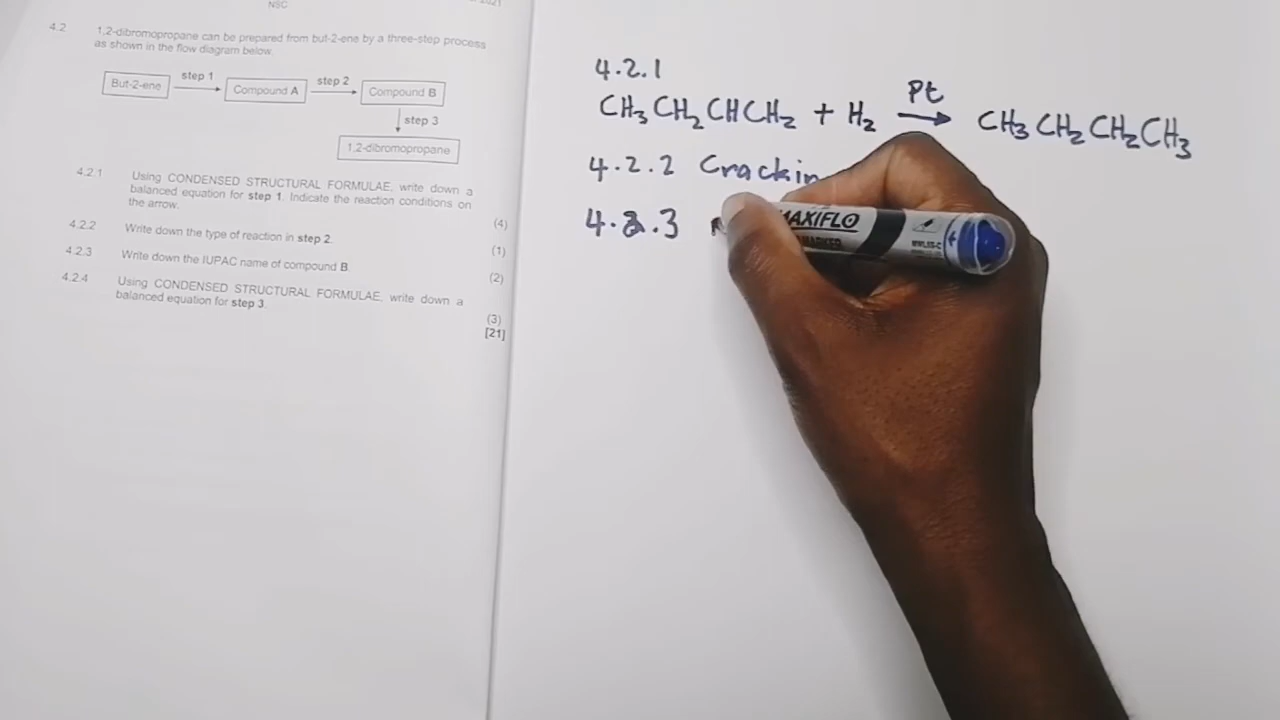 NSC
2021
4.2 1,2-dibromopropane can be prepared from but-2-ene by a three-step process
as shown in the flow diagram below.
But-2-ene step 1 Compound A step 2 Compound B
step 3
1,2-dibromopropane
4.2.1 Using CONDENSED STRUCTURAL FORMULAE, write down a
balanced equation for step 1. Indicate the reaction conditions on
the arrow. (4)
4.2.2 Write down the type of reaction in step 2. (1)
4.2.3 Write down the IUPAC name of compound B. (2)
4.2.4 Using CONDENSED STRUCTURAL FORMULAE, write down a
balanced equation for step 3. (3)
[21]
4.2.1
CH₃CH₂CHCH₂ + H₂ Pt → CH₃CH₂CH₂CH₃
4.2.2 Crackin
4.2.3
MAXIFLO
MARKER